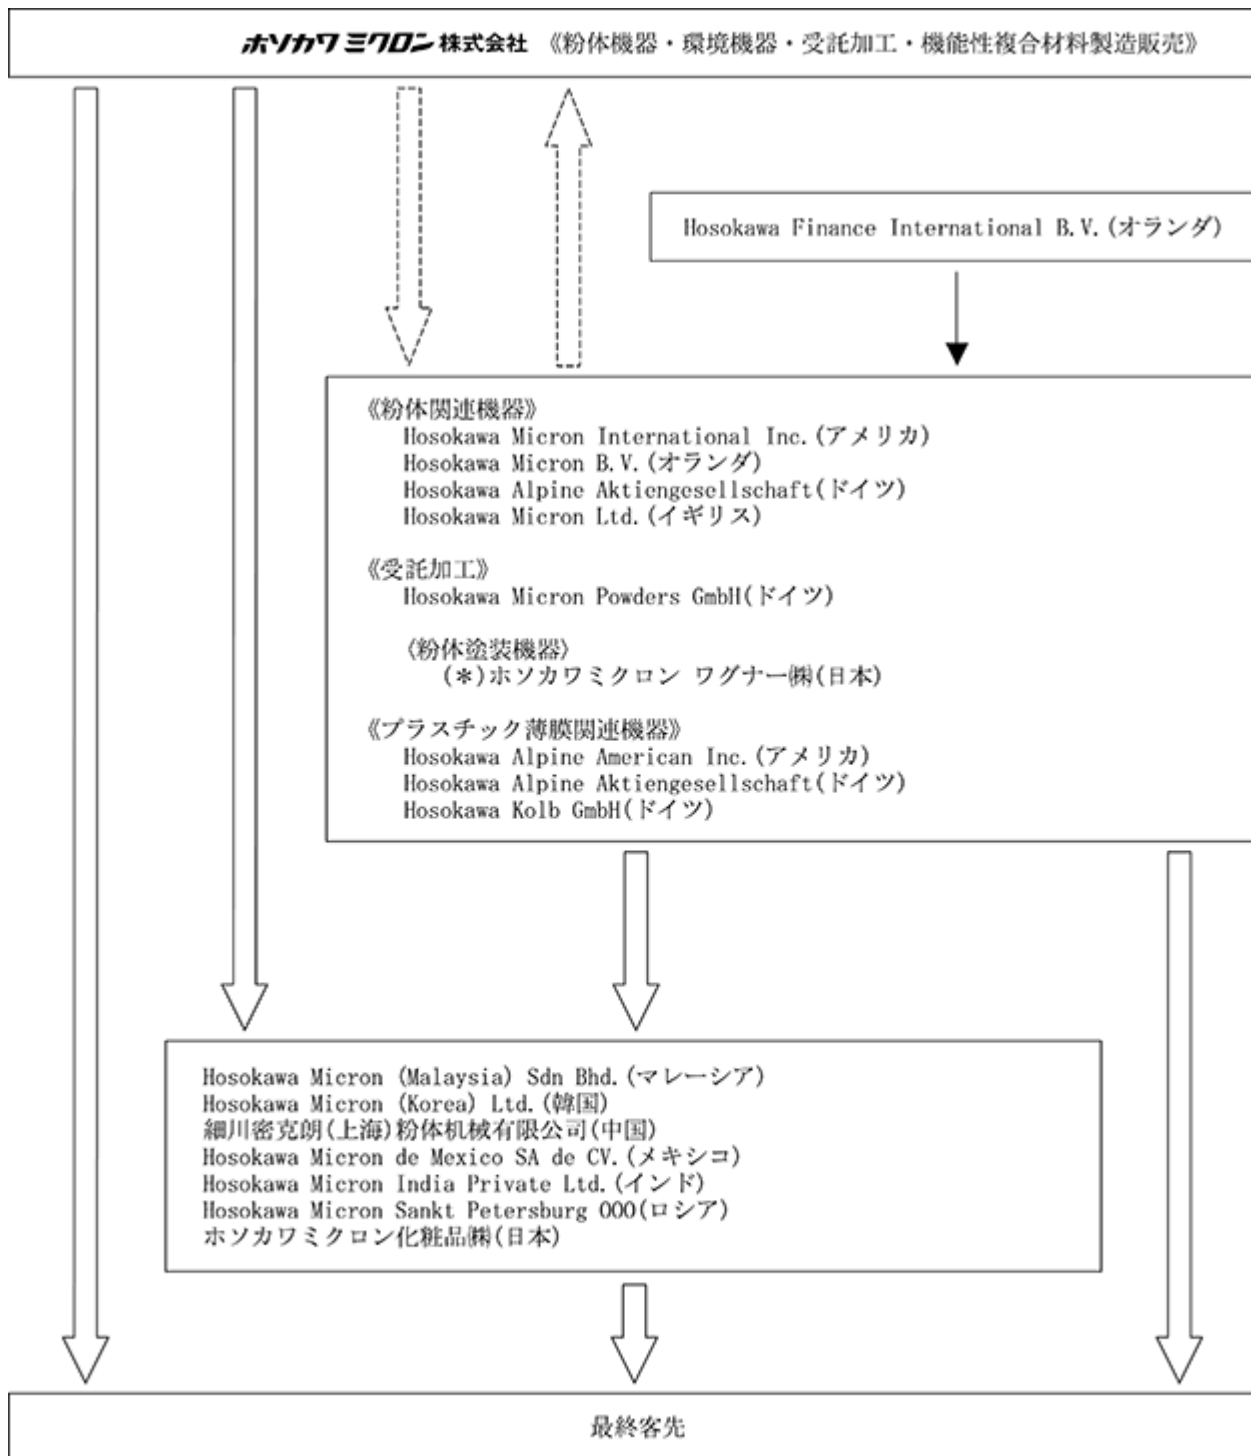 ホソカワミクロン株式会社 《粉体機器・環境機器・受託加工・機能性複合材料製造販売》
Hosokawa Finance International B.V.(オランダ)
《粉体関連機器》
Hosokawa Micron International Inc.(アメリカ)
Hosokawa Micron B.V.(オランダ)
Hosokawa Alpine Aktiengesellschaft(ドイツ)
Hosokawa Micron Ltd.(イギリス)
《受託加工》
Hosokawa Micron Powders GmbH(ドイツ)
〈粉体塗装機器〉
(*)ホソカワミクロン ワグナー㈱(日本)
《プラスチック薄膜関連機器》
Hosokawa Alpine American Inc.(アメリカ)
Hosokawa Alpine Aktiengesellschaft(ドイツ)
Hosokawa Kolb GmbH(ドイツ)
Hosokawa Micron (Malaysia) Sdn Bhd.(マレーシア)
Hosokawa Micron (Korea) Ltd.(韓国)
細川密克朗(上海)粉体机械有限公司(中国)
Hosokawa Micron de Mexico SA de CV.(メキシコ)
Hosokawa Micron India Private Ltd.(インド)
Hosokawa Micron Sankt Petersburg OOO(ロシア)
ホソカワミクロン化粧品㈱(日本)
最終客先